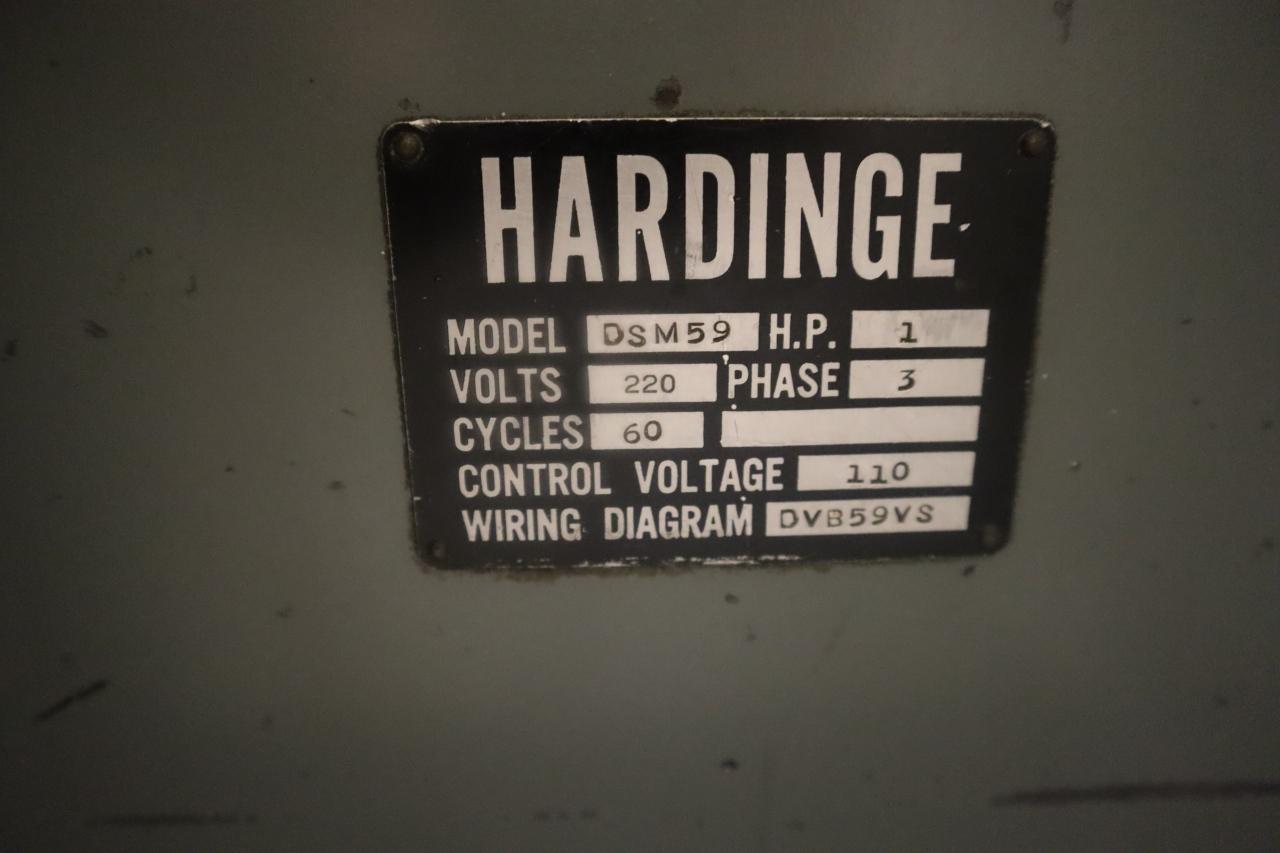 HARDINGE
MODEL DSM59 H.P. 1
VOLTS 220 PHASE 3
CYCLES 60
CONTROL VOLTAGE 110
WIRING DIAGRAM DVB59VS